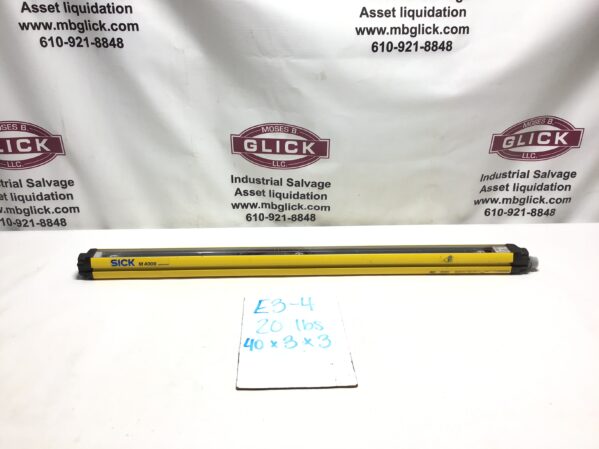 Asset liquidation
www.mbglick.com
610-921-8848
Asset liquidation
www.mbglick.com
610-921-8848
MOSES B
GLICK
LLC.
Industrial Salvage
Asset liquidation
www.mbglick.com
610-921-8848
MOSES B.
GLICK
LLC.
Industrial Salvage
Asset liquidation
www.mbglick.com
610-921-8848
MOSES B
GLICK
LLC.
Industrial Salvage
Asset liquidation
www.mbglick.com
610-921-8848
SICK
M 4000
E3-4
20 lbs
40 x 3 x 3